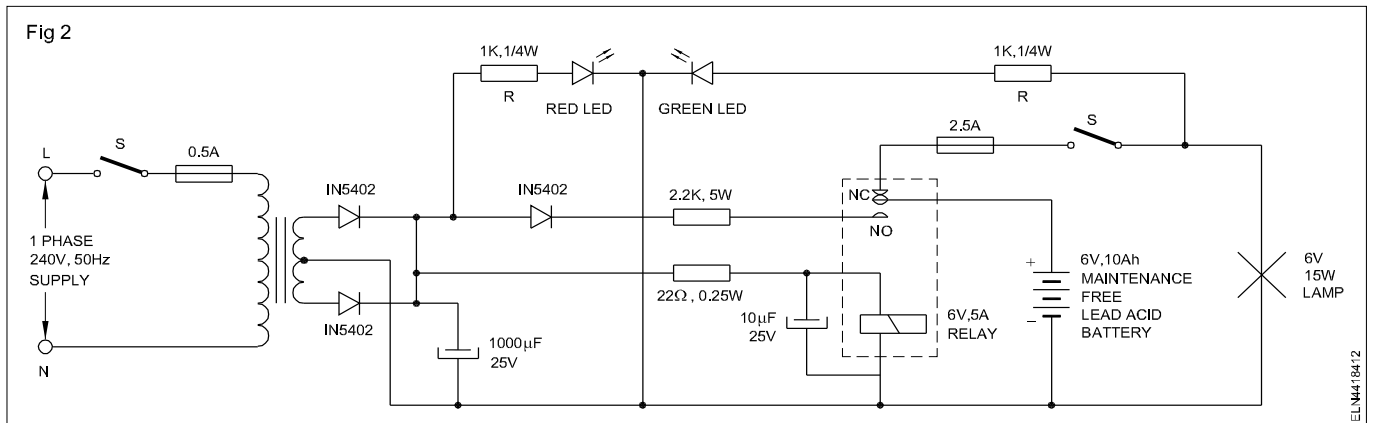 Fig 2
1K,1/4W
R
RED LED
GREEN LED
1K,1/4W
R
L
S
0.5A
2.5A
S
IN5402
IN5402
2.2K, 5W
NC
NO
1 PHASE
240V, 50Hz
SUPPLY
22Ω, 0.25W
+
6V,10Ah
MAINTENANCE
FREE
LEAD ACID
BATTERY
–
6V
15W
LAMP
IN5402
10µF
25V
6V,5A
RELAY
1000µF
25V
N
ELN4418412